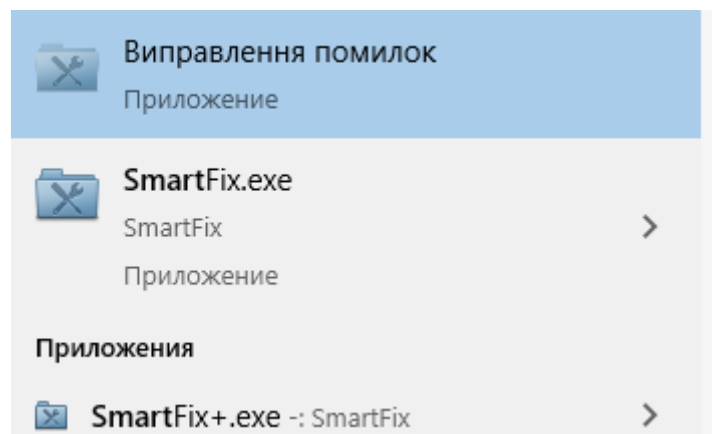 Виправлення помилок
Приложение
SmartFix.exe
SmartFix
Приложение
Приложения
SmartFix+.exe -: SmartFix